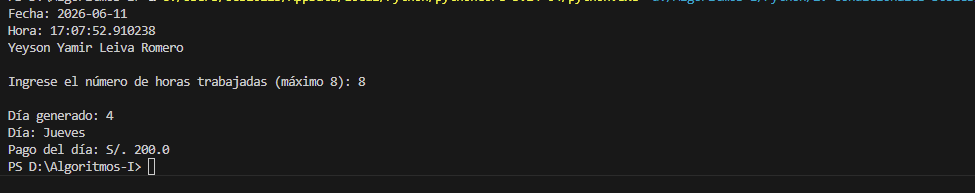 Fecha: 2026-06-11
Hora: 17:07:52.910238
Yeyson Yamir Leiva Romero
Ingrese el número de horas trabajadas (máximo 8): 8
Día generado: 4
Día: Jueves
Pago del día: S/. 200.0
PS D:\Algoritmos-I>